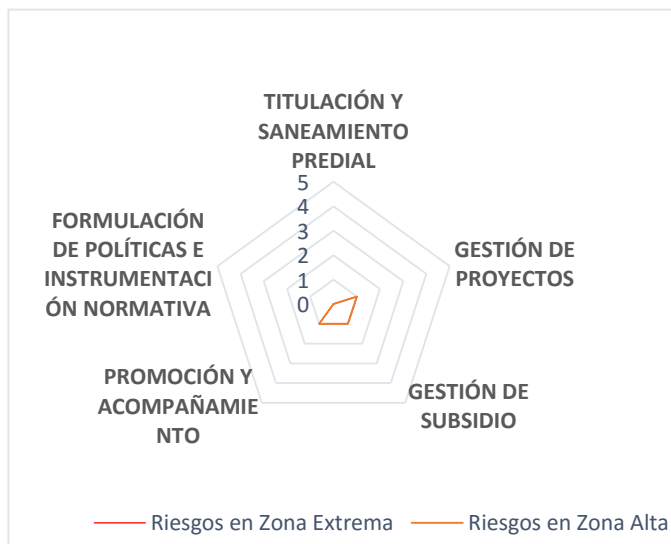 TITULACIÓN Y
SANEAMIENTO
PREDIAL
5
4
3
2
1
0
FORMULACIÓN
DE POLÍTICAS E
INSTRUMENTACI
ÓN NORMATIVA
GESTIÓN DE
PROYECTOS
PROMOCIÓN Y
ACOMPAÑAMIE
NTO
GESTIÓN DE
SUBSIDIO
Riesgos en Zona Extrema
Riesgos en Zona Alta